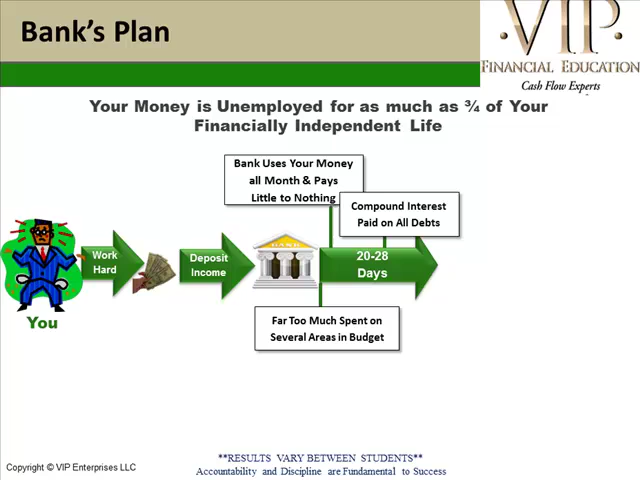 Bank's Plan
VIP
FINANCIAL EDUCATION
Cash Flow Experts
Your Money is Unemployed for as much as ¾ of Your
Financially Independent Life
Bank Uses Your Money
all Month & Pays
Little to Nothing
Compound Interest
Paid on All Debts
Work
Hard
Deposit
Income
BANK
20-28
Days
You
Far Too Much Spent on
Several Areas in Budget
**RESULTS VARY BETWEEN STUDENTS**
Accountability and Discipline are Fundamental to Success
Copyright © VIP Enterprises LLC